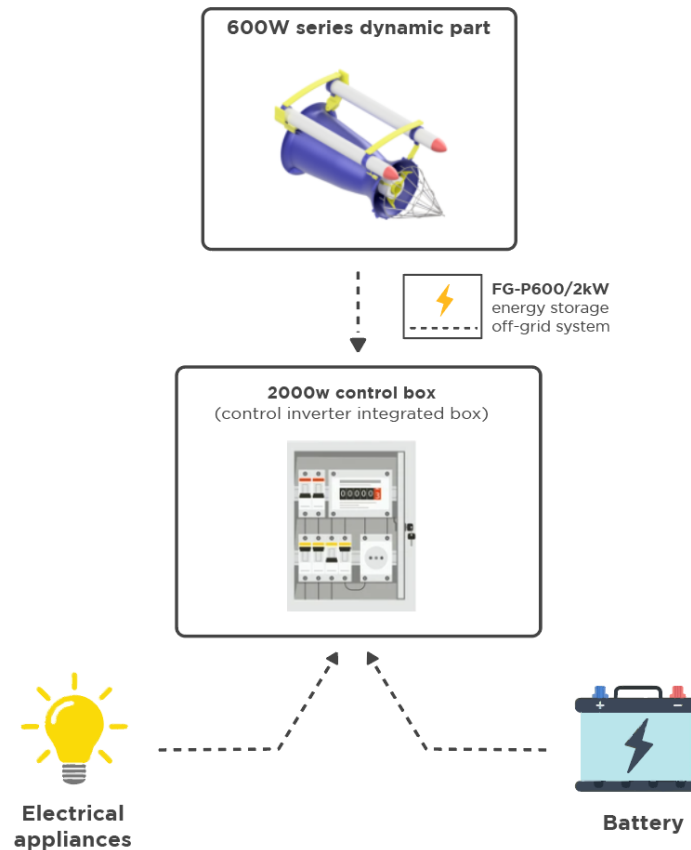 600W series dynamic part
FG-P600/2kW
energy storage
off-grid system
2000w control box
(control inverter integrated box)
00000
+ −
Electrical
appliances
Battery